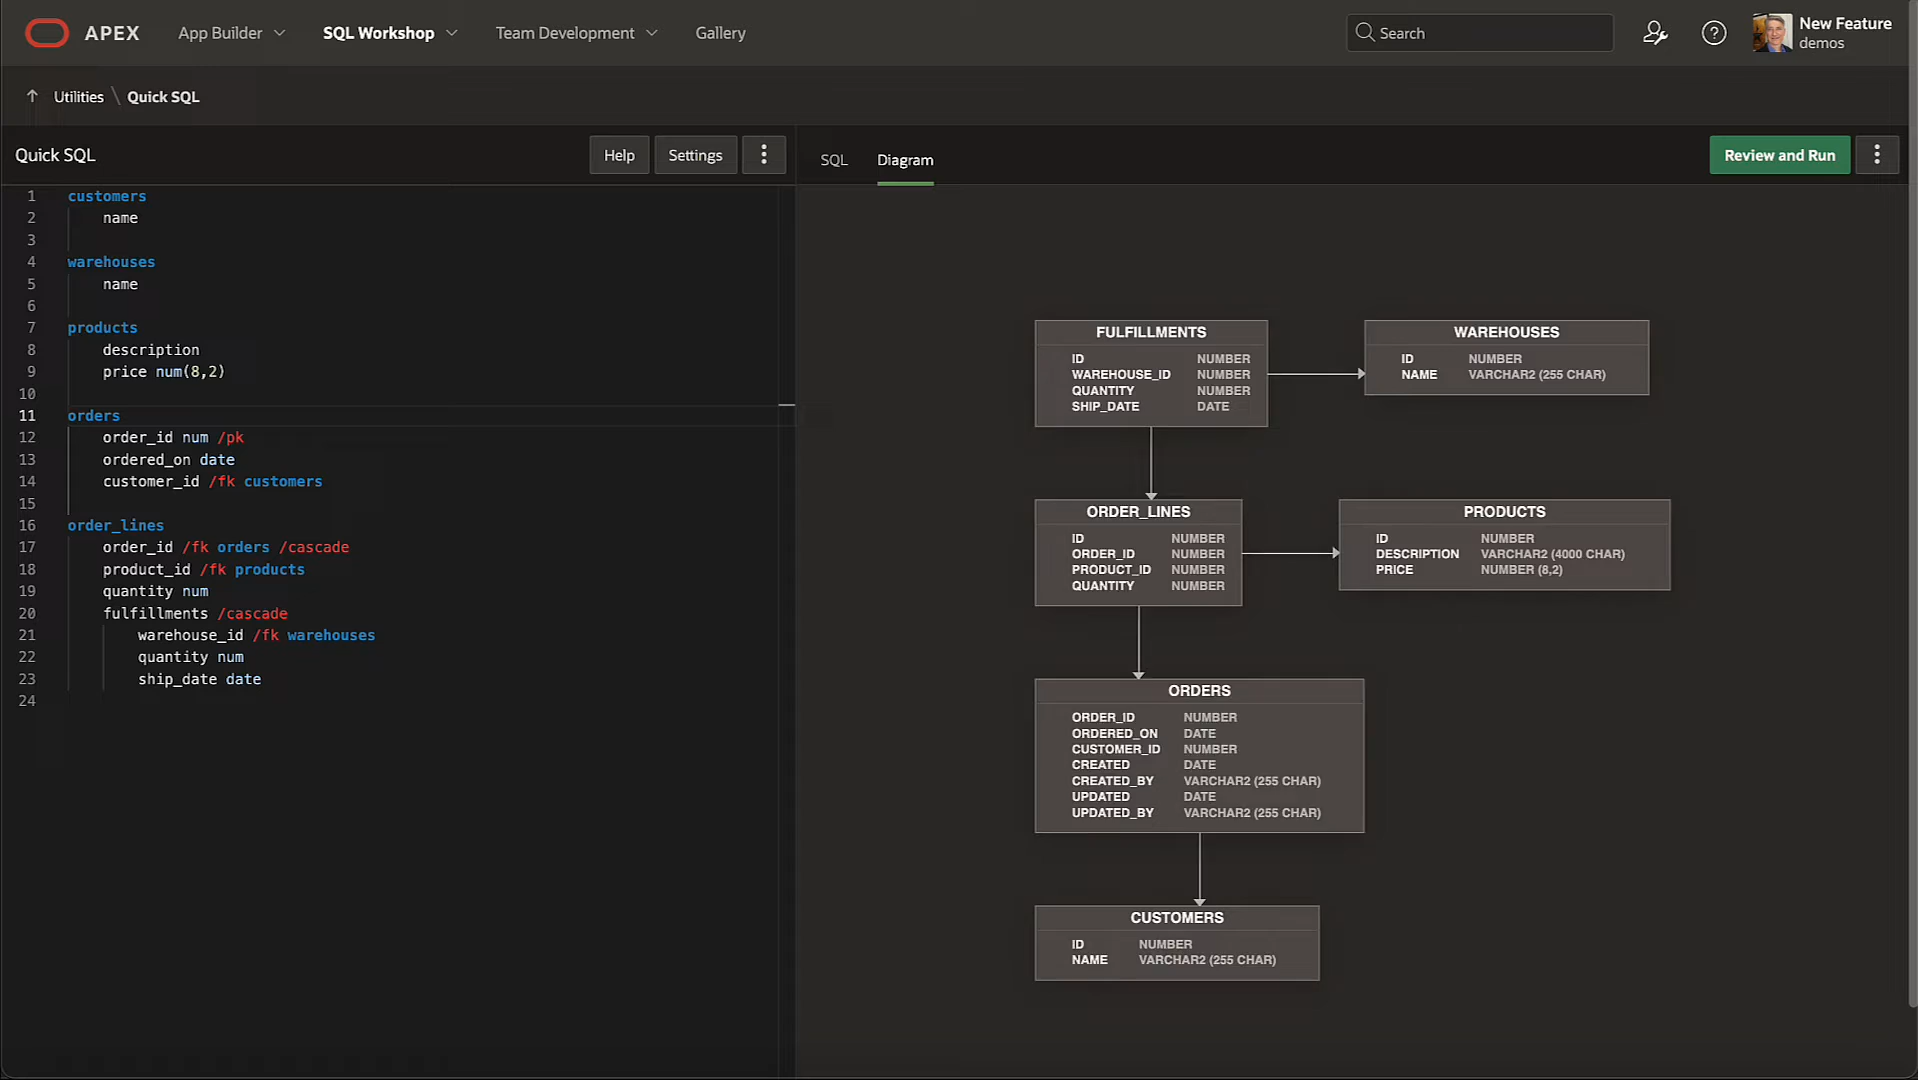 APEX
App Builder
SQL Workshop
Team Development
Gallery
Search
New Feature
demos
Utilities \ Quick SQL
Quick SQL
Help
Settings
SQL
Diagram
Review and Run
1 customers
2 name
3
4 warehouses
5 name
6
7 products
8 description
9 price num(8,2)
10
11 orders
12 order_id num /pk
13 ordered_on date
14 customer_id /fk customers
15
16 order_lines
17 order_id /fk orders /cascade
18 product_id /fk products
19 quantity num
20 fulfillments /cascade
21 warehouse_id /fk warehouses
22 quantity num
23 ship_date date
24
FULFILLMENTS
ID NUMBER
WAREHOUSE_ID NUMBER
QUANTITY NUMBER
SHIP_DATE DATE
WAREHOUSES
ID NUMBER
NAME VARCHAR2 (255 CHAR)
ORDER_LINES
ID NUMBER
ORDER_ID NUMBER
PRODUCT_ID NUMBER
QUANTITY NUMBER
PRODUCTS
ID NUMBER
DESCRIPTION VARCHAR2 (4000 CHAR)
PRICE NUMBER (8,2)
ORDERS
ORDER_ID NUMBER
ORDERED_ON DATE
CUSTOMER_ID NUMBER
CREATED DATE
CREATED_BY VARCHAR2 (255 CHAR)
UPDATED DATE
UPDATED_BY VARCHAR2 (255 CHAR)
CUSTOMERS
ID NUMBER
NAME VARCHAR2 (255 CHAR)